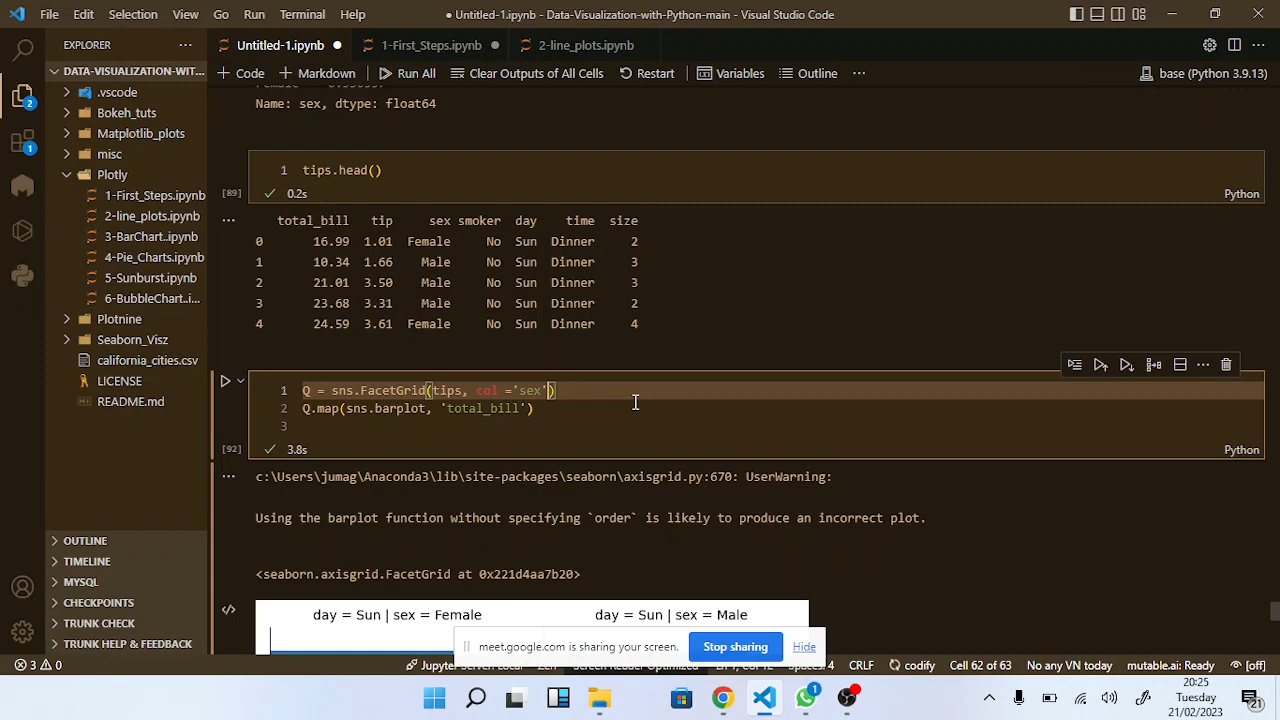 File Edit Selection View Go Run Terminal Help
● Untitled-1.ipynb - Data-Visualization-with-Python-main - Visual Studio Code
EXPLORER
Untitled-1.ipynb
1-First_Steps.ipynb
2-line_plots.ipynb
DATA-VISUALIZATION-WIT...
+ Code + Markdown Run All Clear Outputs of All Cells Restart Variables Outline
base (Python 3.9.13)
.vscode
Bokeh_tuts
Matplotlib_plots
misc
Plotly
1-First_Steps.ipynb
2-line_plots.ipynb
3-BarChart..ipynb
4-Pie_Charts.ipynb
5-Sunburst.ipynb
6-BubbleChart..i...
Plotnine
Seaborn_Visz
california_cities.csv
LICENSE
README.md
OUTLINE
TIMELINE
MYSQL
CHECKPOINTS
TRUNK CHECK
TRUNK HELP & FEEDBACK
Name: sex, dtype: float64
1 tips.head()
[89] 0.2s Python
total_bill tip sex smoker day time size
0 16.99 1.01 Female No Sun Dinner 2
1 10.34 1.66 Male No Sun Dinner 3
2 21.01 3.50 Male No Sun Dinner 3
3 23.68 3.31 Male No Sun Dinner 2
4 24.59 3.61 Female No Sun Dinner 4
1 Q = sns.FacetGrid(tips, col ='sex')
2 Q.map(sns.barplot, 'total_bill')
3
[92] 3.8s Python
c:\Users\jumag\Anaconda3\lib\site-packages\seaborn\axisgrid.py:670: UserWarning:
Using the barplot function without specifying `order` is likely to produce an incorrect plot.
<seaborn.axisgrid.FacetGrid at 0x221d4aa7b20>
day = Sun | sex = Female day = Sun | sex = Male
meet.google.com is sharing your screen. Stop sharing Hide
3 0 Jupyter Server: local Zen Screen Reader Optimized CRLF codify Cell 62 of 63 No any VN today mutable.ai: Ready [off]
20:25
Tuesday
21/02/2023